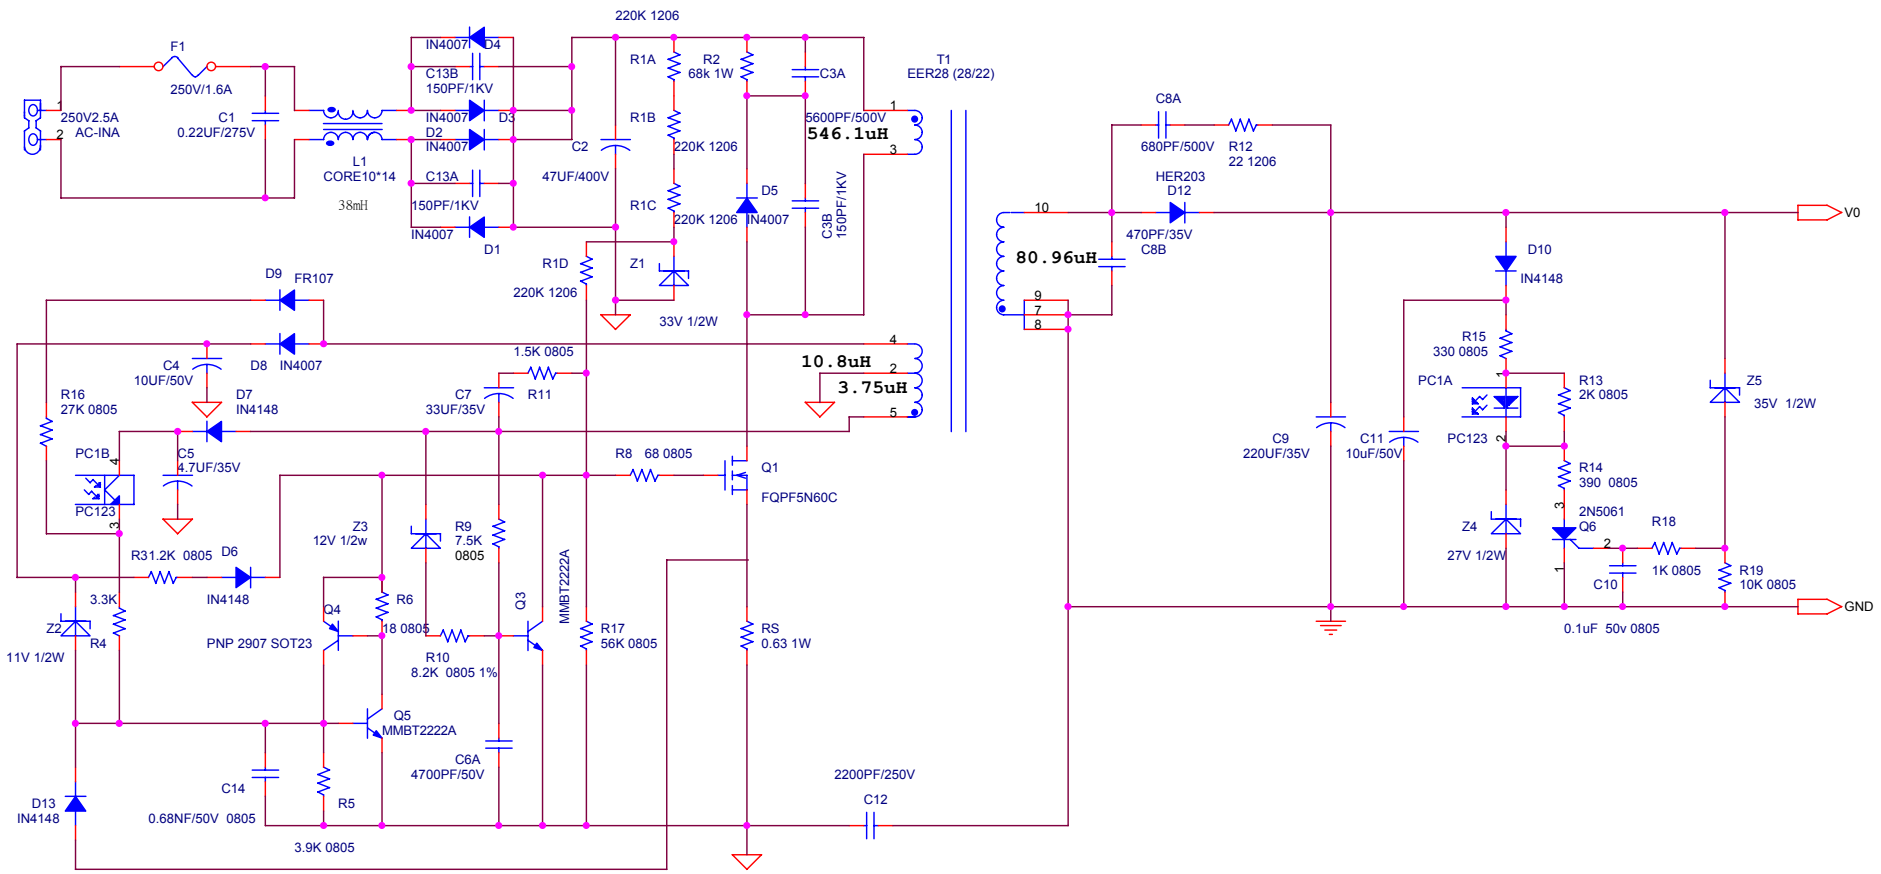 220K 1206
F1
250V/1.6A
1
250V2.5A
AC-INA
2
C1
0.22UF/275V
L1
CORE10*14
38mH
IN4007
D4
C13B
150PF/1KV
IN4007
D3
D2
IN4007
C13A
150PF/1KV
IN4007
D1
C2
47UF/400V
R1A
R1B
220K 1206
R1C
220K 1206
R2
68k 1W
C3A
5600PF/500V
D5
IN4007
C3B
150PF/1KV
R1D
220K 1206
Z1
33V 1/2W
T1
EER28 (28/22)
1
546.1uH
3
4
10.8uH
2
3.75uH
5
10
80.96uH
9
7
8
C8A
680PF/500V
R12
22 1206
HER203
D12
470PF/35V
C8B
V0
D10
IN4148
R15
330 0805
1
PC1A
PC123
2
R13
2K 0805
R14
390 0805
Z5
35V 1/2W
C9
220UF/35V
C11
10uF/50V
Z4
27V 1/2W
3
2N5061
Q6
2
1
R18
1K 0805
C10
R19
10K 0805
GND
0.1uF 50v 0805
D9
FR107
C4
10UF/50V
D8
IN4007
D7
IN4148
R16
27K 0805
PC1B
4
PC123
3
C5
4.7UF/35V
1.5K 0805
C7
33UF/35V
R11
R8 68 0805
Q1
FQPF5N60C
R31.2K 0805
D6
IN4148
Z3
12V 1/2w
R9
7.5K
0805
MMBT2222A
Q3
3.3K
Z2
R4
11V 1/2W
Q4
PNP 2907 SOT23
R6
18 0805
R10
8.2K 0805 1%
R17
56K 0805
RS
0.63 1W
Q5
MMBT2222A
C6A
4700PF/50V
D13
IN4148
C14
0.68NF/50V 0805
R5
3.9K 0805
2200PF/250V
C12